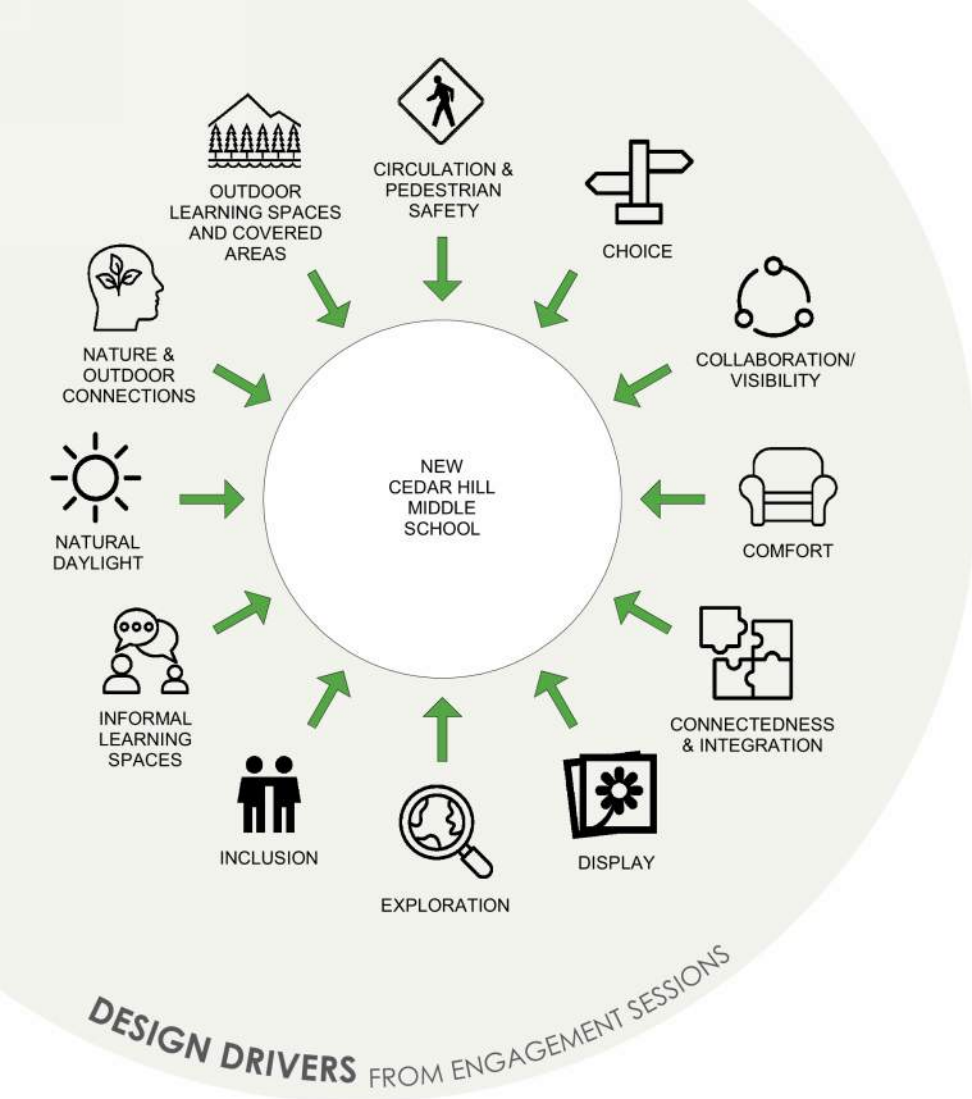 CIRCULATION &
PEDESTRIAN
SAFETY
CHOICE
COLLABORATION/
VISIBILITY
COMFORT
CONNECTEDNESS
& INTEGRATION
DISPLAY
EXPLORATION
INCLUSION
INFORMAL
LEARNING
SPACES
NATURAL
DAYLIGHT
NATURE &
OUTDOOR
CONNECTIONS
OUTDOOR
LEARNING SPACES
AND COVERED
AREAS
NEW
CEDAR HILL
MIDDLE
SCHOOL
DESIGN DRIVERS FROM ENGAGEMENT SESSIONS